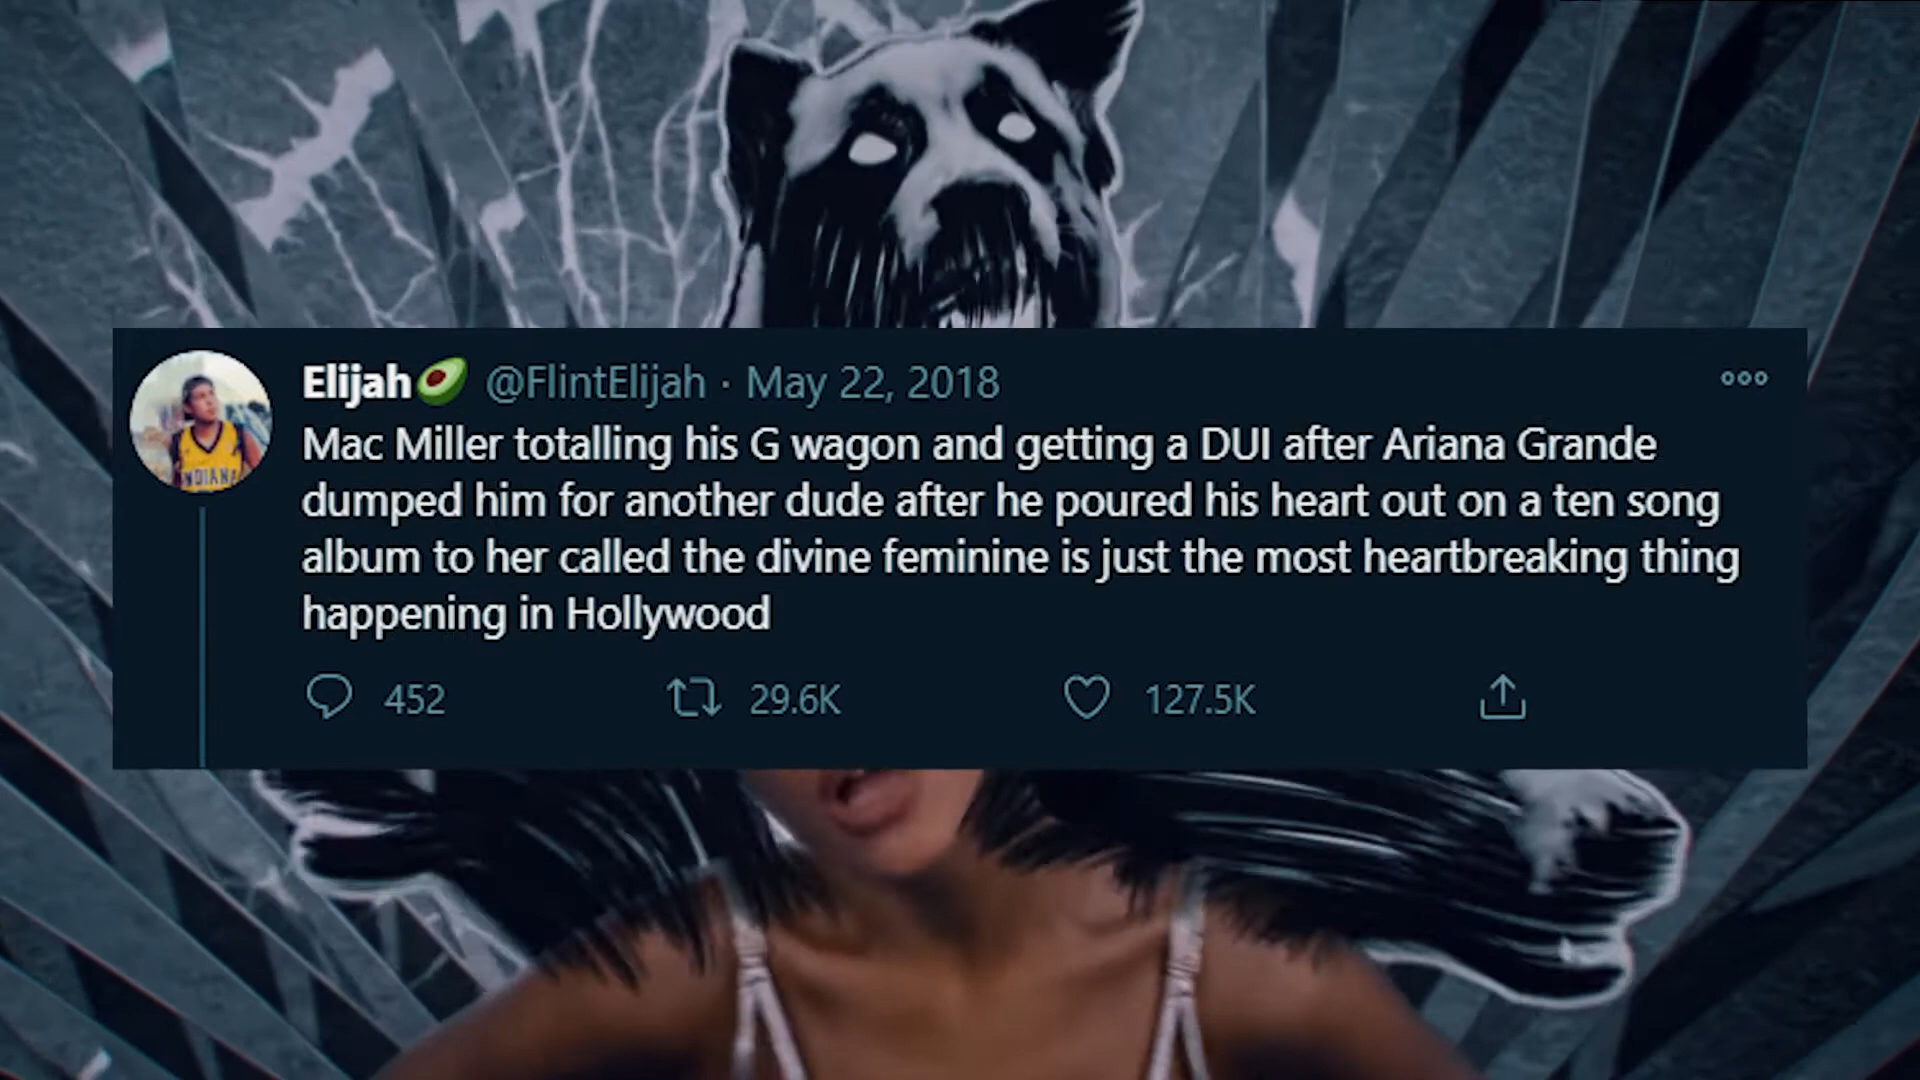 Elijah🥑 @FlintElijah · May 22, 2018
Mac Miller totalling his G wagon and getting a DUI after Ariana Grande
dumped him for another dude after he poured his heart out on a ten song
album to her called the divine feminine is just the most heartbreaking thing
happening in Hollywood
452 29.6K 127.5K
INDIANA